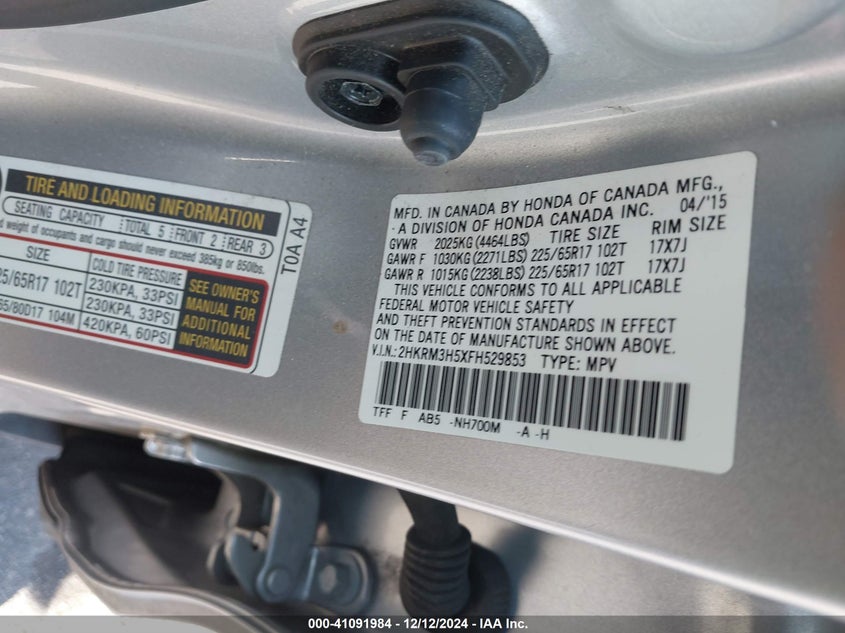 TIRE AND LOADING INFORMATION
SEATING CAPACITY TOTAL 5 FRONT 2 REAR 3
weight of occupants and cargo should never exceed 385kg or 850lbs.
SIZE COLD TIRE PRESSURE
25/65R17 102T 230KPA, 33PSI
230KPA, 33PSI
65/80D17 104M 420KPA, 60PSI
SEE OWNER'S
MANUAL FOR
ADDITIONAL
INFORMATION
T0A A4
MFD. IN CANADA BY HONDA OF CANADA MFG.,
· A DIVISION OF HONDA CANADA INC. 04/'15
GVWR 2025KG (4464LBS) TIRE SIZE RIM SIZE
GAWR F 1030KG (2271LBS) 225/65R17 102T 17X7J
GAWR R 1015KG (2238LBS) 225/65R17 102T 17X7J
THIS VEHICLE CONFORMS TO ALL APPLICABLE
FEDERAL MOTOR VEHICLE SAFETY
AND THEFT PREVENTION STANDARDS IN EFFECT
ON THE DATE OF MANUFACTURE SHOWN ABOVE.
V.I.N.: 2HKRM3H5XFH529853 TYPE: MPV
TFF F AB5 -NH700M -A -H
000-41091984 - 12/12/2024 - IAA Inc.